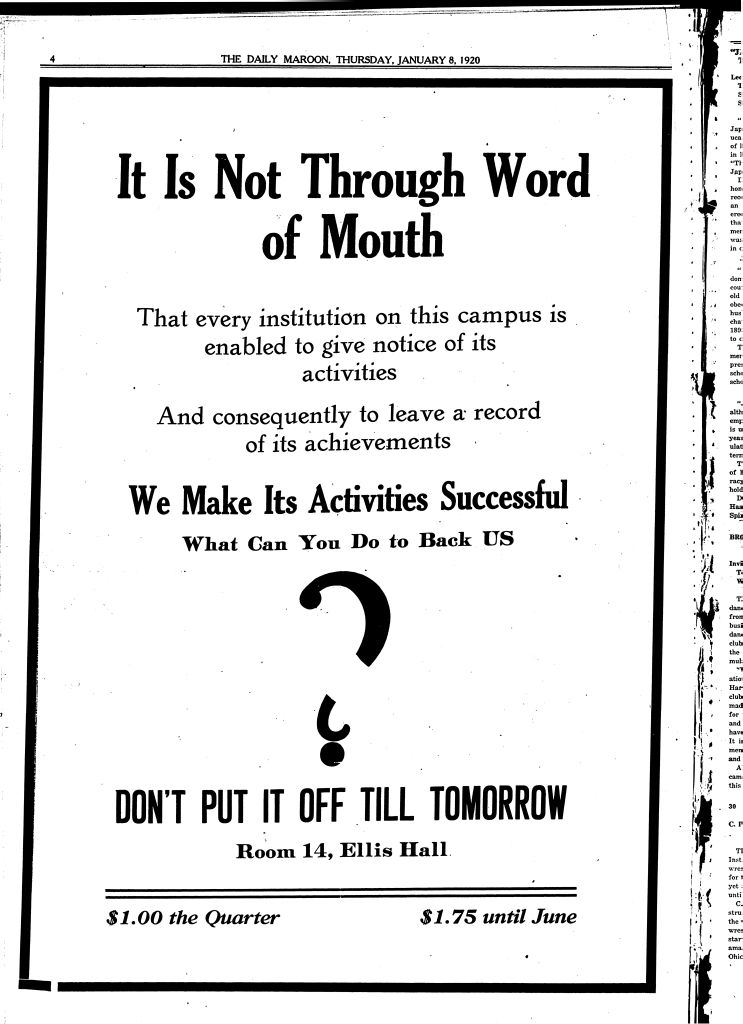 4
THE DAILY MAROON, THURSDAY, JANUARY 8, 1920
It Is Not Through Word
of Mouth
That every institution on this campus is
enabled to give notice of its
activities
And consequently to leave a record
of its achievements
We Make Its Activities Successful
What Can You Do to Back US
?
DON'T PUT IT OFF TILL TOMORROW
Room 14, Ellis Hall
$1.00 the Quarter
$1.75 until June